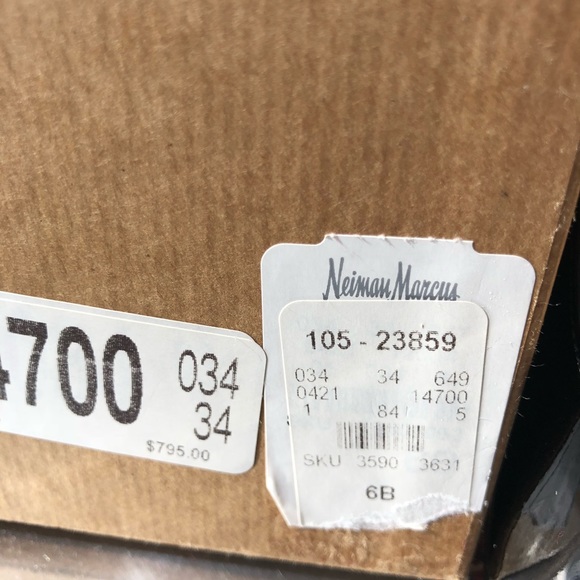 4700
034
34
$795.00
Neiman Marcus
105 - 23859
034 34 649
0421 14700
1 841 5
SKU 3590 3631
6B